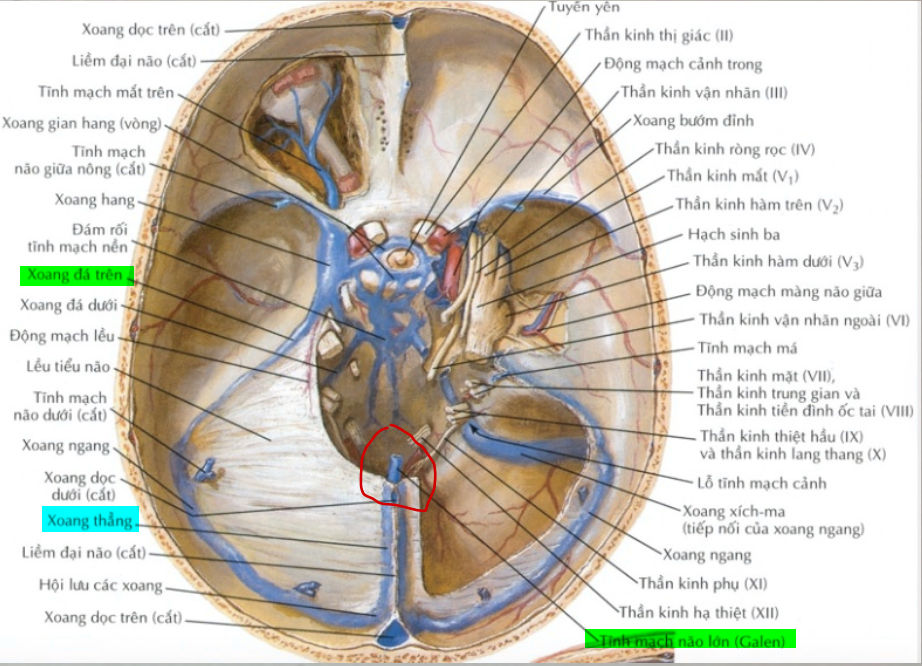 Xoang dọc trên (cắt)
Liềm đại não (cắt)
Tĩnh mạch mắt trên
Xoang gian hang (vòng)
Tĩnh mạch
não giữa nông (cắt)
Xoang hang
Đám rối
tĩnh mạch nền
Xoang đá trên
Xoang đá dưới
Động mạch lều
Lều tiểu não
Tĩnh mạch
não dưới (cắt)
Xoang ngang
Xoang dọc
dưới (cắt)
Xoang thẳng
Liềm đại não (cắt)
Hội lưu các xoang
Xoang dọc trên (cắt)
Tuyến yên
Thần kinh thị giác (II)
Động mạch cảnh trong
Thần kinh vận nhãn (III)
Xoang bướm đỉnh
Thần kinh ròng rọc (IV)
Thần kinh mắt (V₁)
Thần kinh hàm trên (V₂)
Hạch sinh ba
Thần kinh hàm dưới (V₃)
Động mạch màng não giữa
Thần kinh vận nhãn ngoài (VI)
Tĩnh mạch má
Thần kinh mặt (VII),
Thần kinh trung gian và
Thần kinh tiền đình ốc tai (VIII)
Thần kinh thiệt hầu (IX)
và thần kinh lang thang (X)
Lỗ tĩnh mạch cảnh
Xoang xích-ma
(tiếp nối của xoang ngang)
Xoang ngang
Thần kinh phụ (XI)
Thần kinh hạ thiệt (XII)
Tĩnh mạch não lớn (Galen)